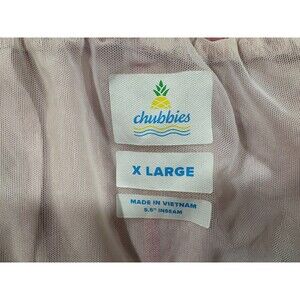 chubbies
X LARGE
MADE IN VIETNAM
5.5" INSEAM